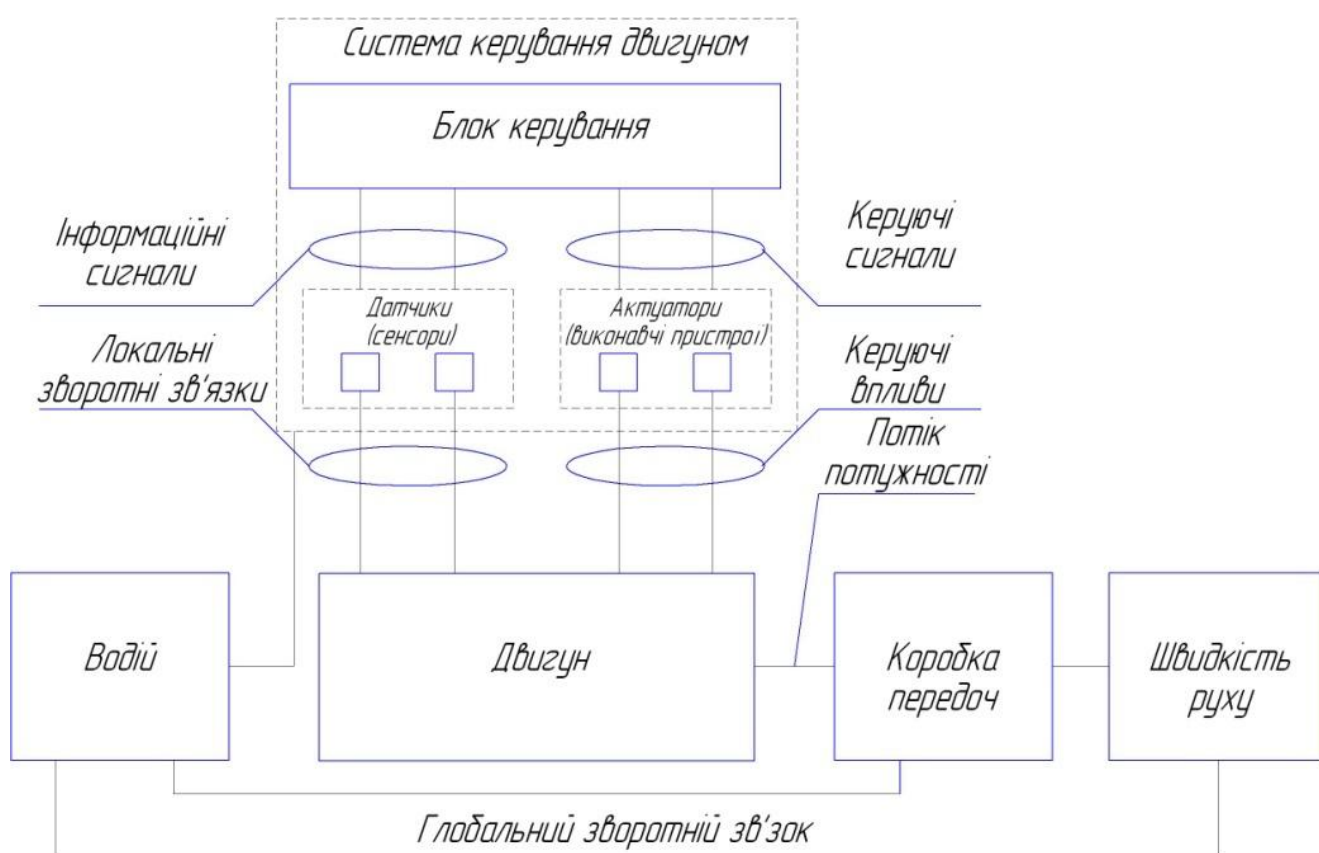 Система керування двигуном
Блок керування
Інформаційні
сигнали
Керуючі
сигнали
Датчики
(сенсори)
Актуатори
(виконавчі пристрої)
Локальні
зворотні зв'язки
Керуючі
впливи
Потік
потужності
Водій
Двигун
Коробка
передач
Швидкість
руху
Глобальний зворотній зв'зок